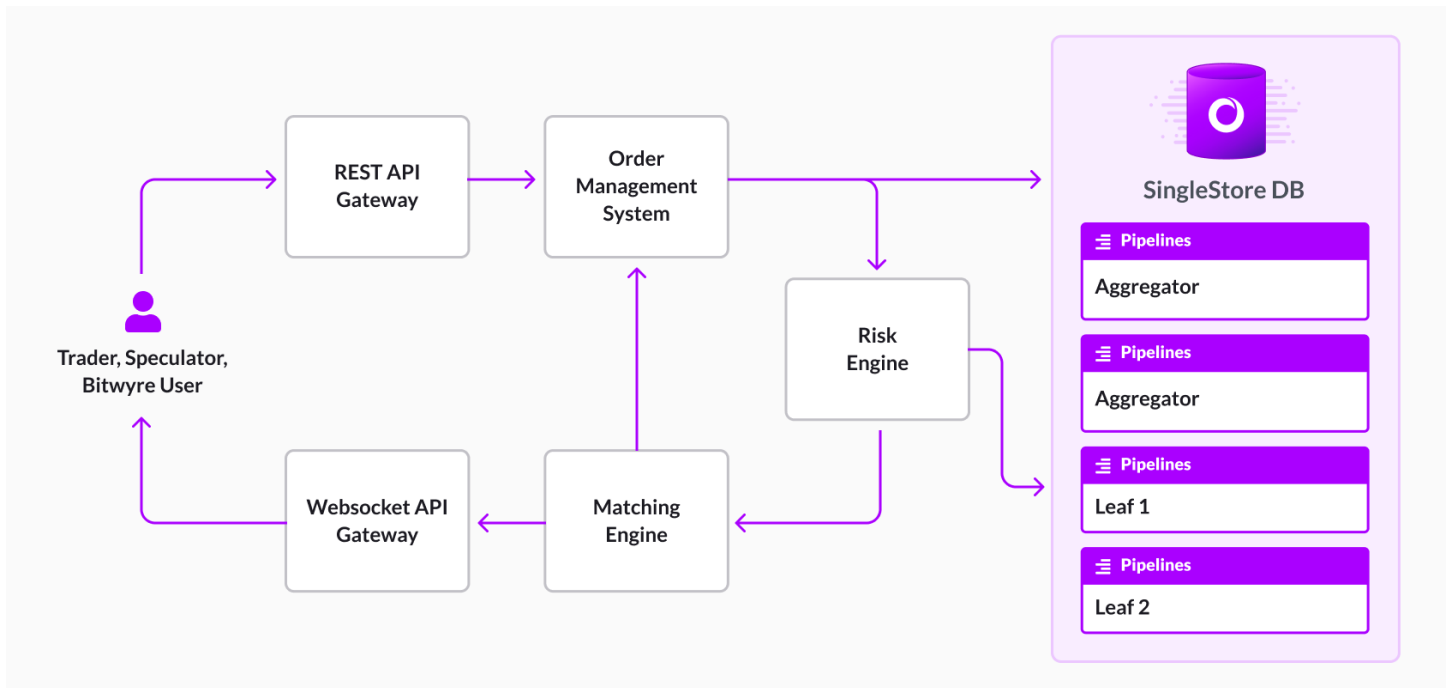 REST API
Gateway
Order
Management
System
SingleStore DB
Pipelines
Aggregator
Risk
Engine
Pipelines
Aggregator
Trader, Speculator,
Bitwyre User
Websocket API
Gateway
Matching
Engine
Pipelines
Leaf 1
Pipelines
Leaf 2